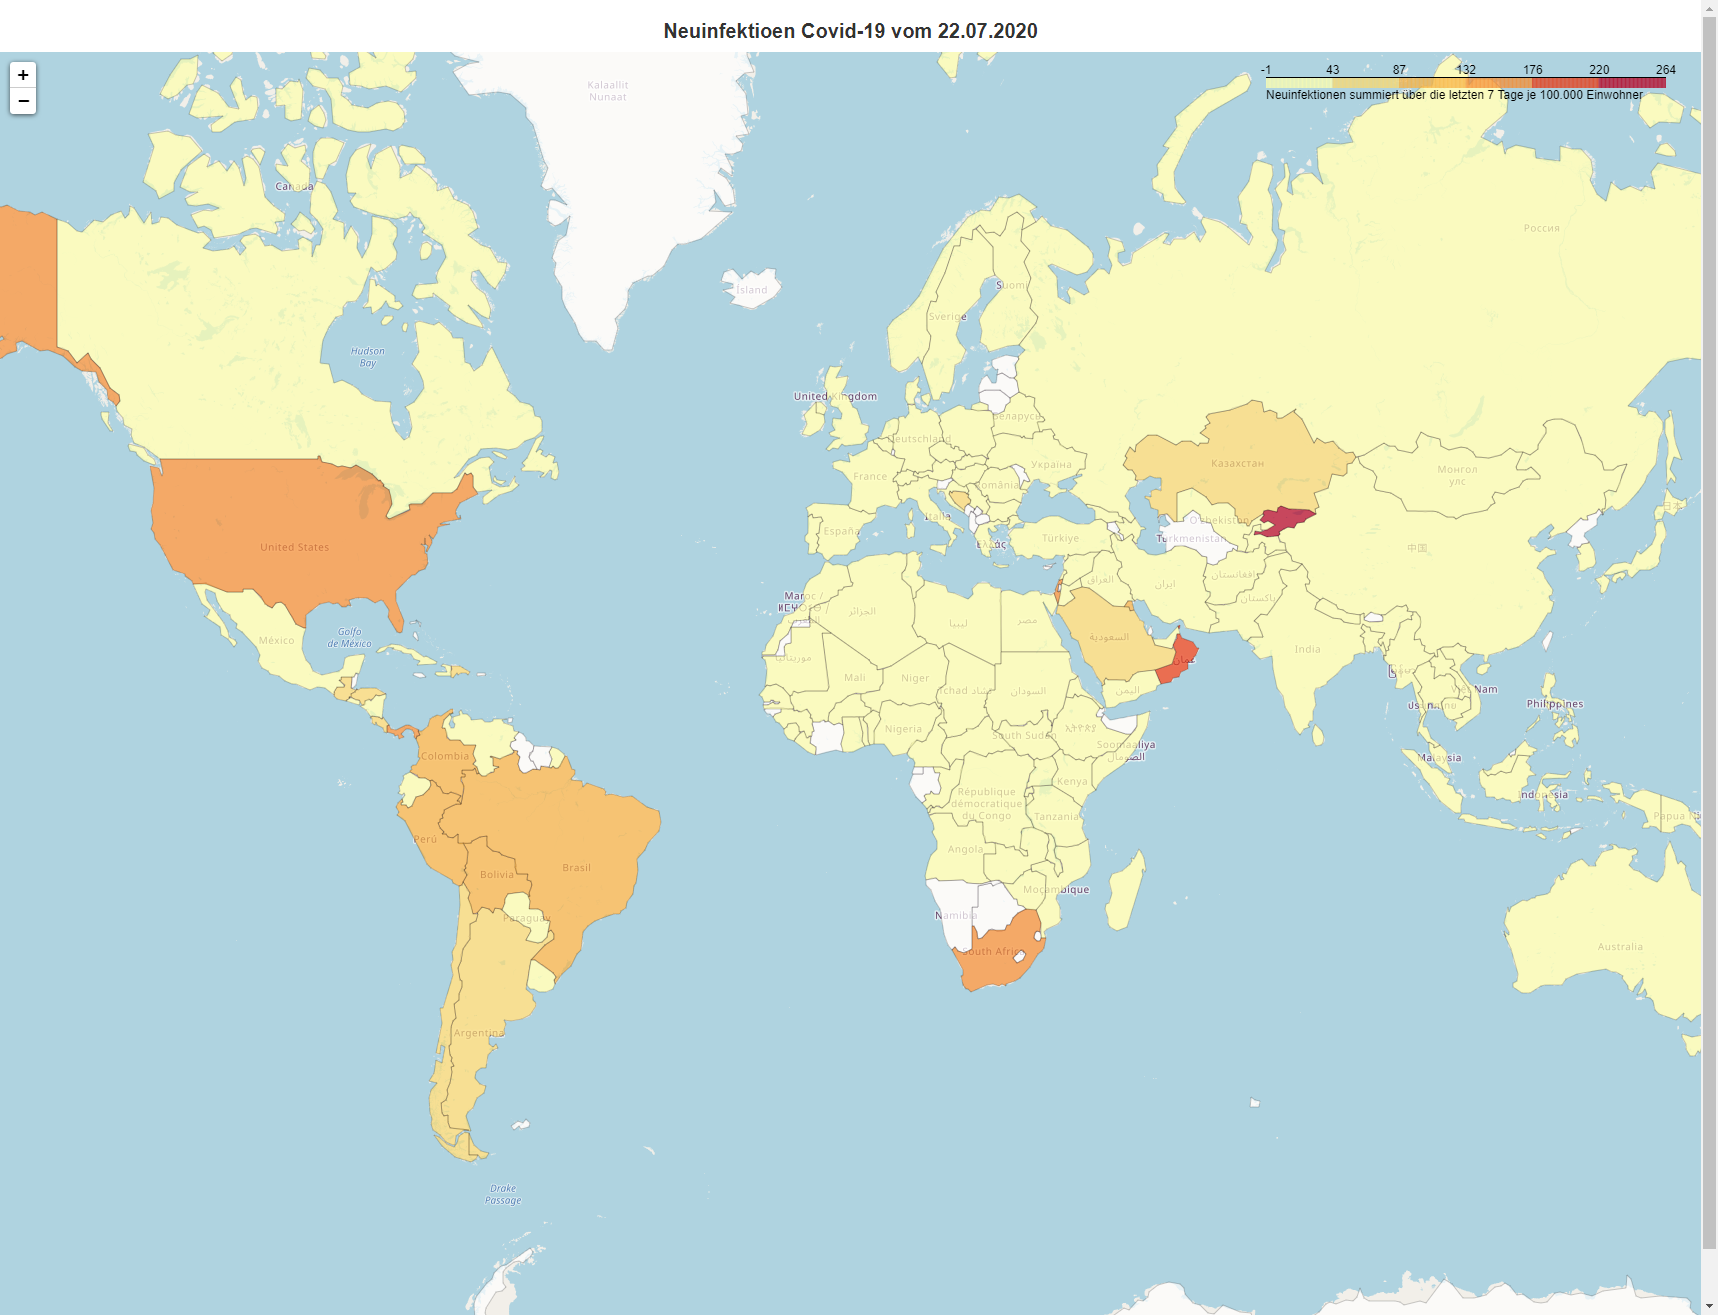 Neuinfektioen Covid-19 vom 22.07.2020
+
−
-1 43 87 132 176 220 264
Neuinfektionen summiert über die letzten 7 Tage je 100.000 Einwohner
Kalaallit
Nunaat
Canada
Россия
Ísland
Suomi
Sverige
Hudson
Bay
United Kingdom
Беларусь
Deutschland
Україна
Казахстан
Монгол
улс
France
România
United States
España
Italia
Ελλάς
Türkiye
O'zbekiston
Turkmenistan
中国
日本
العراق
ایران
افغانستان
پاکستان
Maroc /
ⵍⵎⵖⵔⵉⴱ /
المغرب
الجزائر
ليبيا
مصر
السعودية
عمان
Golfo
de México
México
India
موريتانيا
Mali
Niger
Tchad تشاد
السودان
اليمن
Việt Nam
Philippines
Nigeria
South Sudan
ኢትዮጵያ
Soomaaliya
الصومال
Colombia
Malaysia
Kenya
République
démocratique
du Congo
Indonesia
Tanzania
Papua
Perú
Angola
Brasil
Bolivia
Moçambique
Paraguay
Namibia
South Africa
Australia
Argentina
Drake
Passage